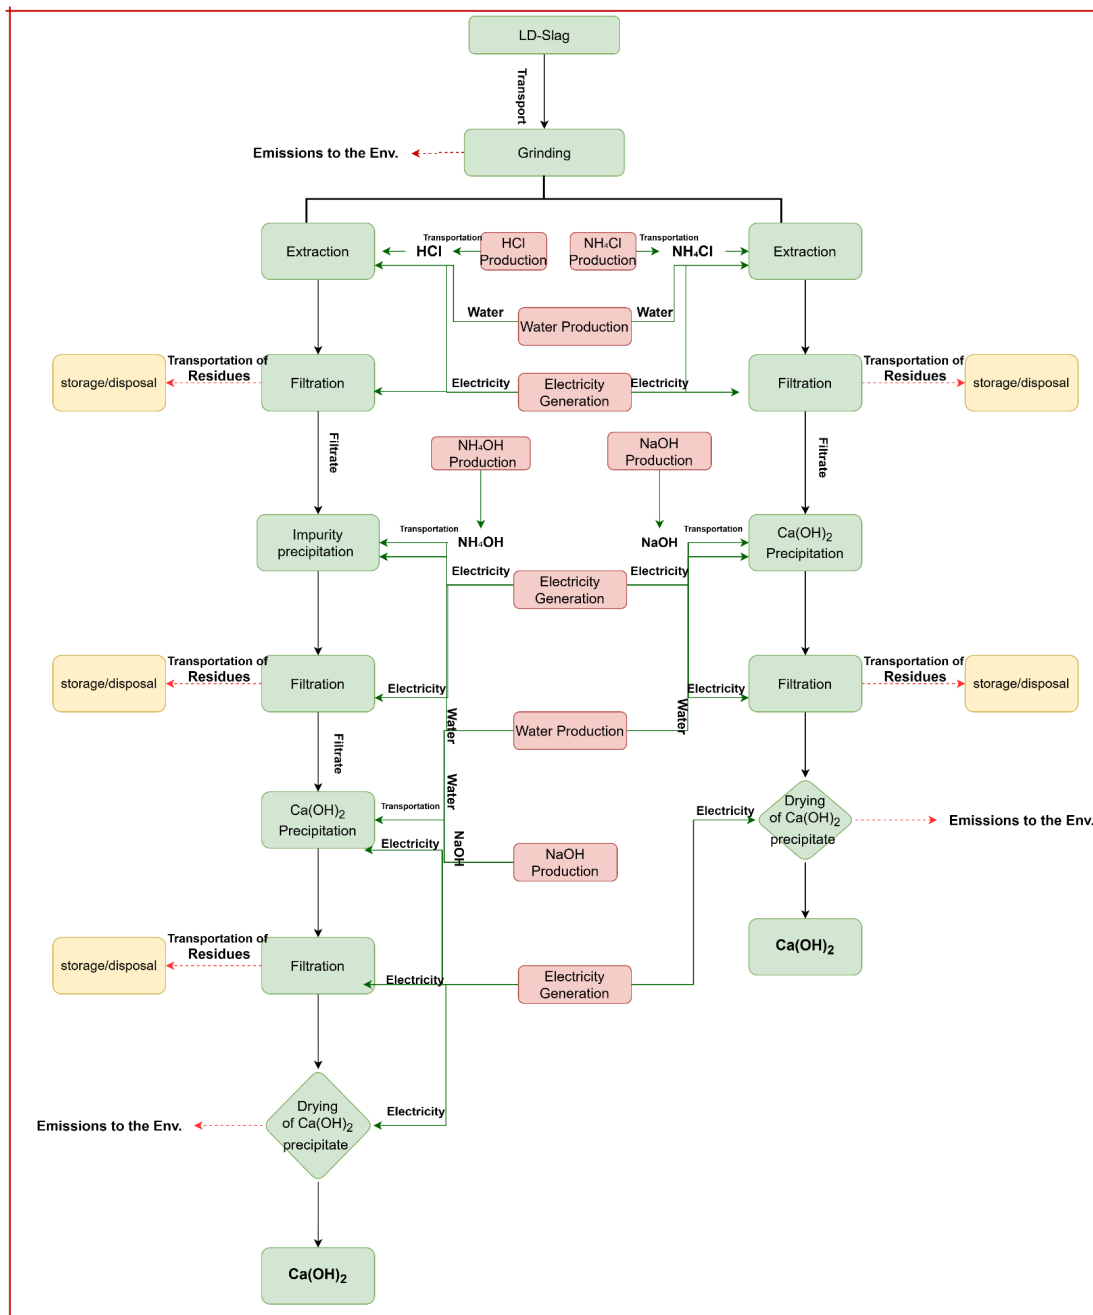 LD-Slag
Transport
Grinding
Emissions to the Env.
Extraction
HCl
Transportation
HCl
Production
NH₄Cl
Production
Transportation
NH₄Cl
Extraction
Water
Water Production
Water
storage/disposal
Transportation of
Residues
Filtration
Electricity
Electricity
Generation
Electricity
Filtration
Transportation of
Residues
storage/disposal
Filtrate
NH₄OH
Production
NaOH
Production
Filtrate
Impurity
precipitation
Transportation
NH₄OH
NaOH
Transportation
Ca(OH)₂
Precipitation
Electricity
Electricity
Generation
Electricity
storage/disposal
Transportation of
Residues
Filtration
Electricity
Electricity
Filtration
Transportation of
Residues
storage/disposal
Filtrate
Water
Water Production
Water
Ca(OH)₂
Precipitation
Transportation
Water
Electricity
NaOH
NaOH
Production
Electricity
Drying
of Ca(OH)₂
precipitate
Emissions to the Env.
Ca(OH)₂
storage/disposal
Transportation of
Residues
Filtration
Electricity
Electricity
Generation
Emissions to the Env.
Drying
of Ca(OH)₂
precipitate
Electricity
Ca(OH)₂